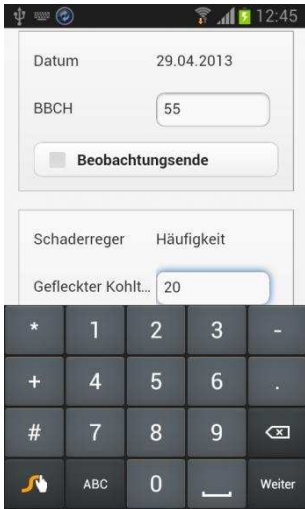 12:45
Datum 29.04.2013
BBCH 55
Beobachtungsende
Schaderreger Häufigkeit
Gefleckter Kohlt... 20
* 1 2 3 -
+ 4 5 6 .
# 7 8 9
ABC 0 Weiter